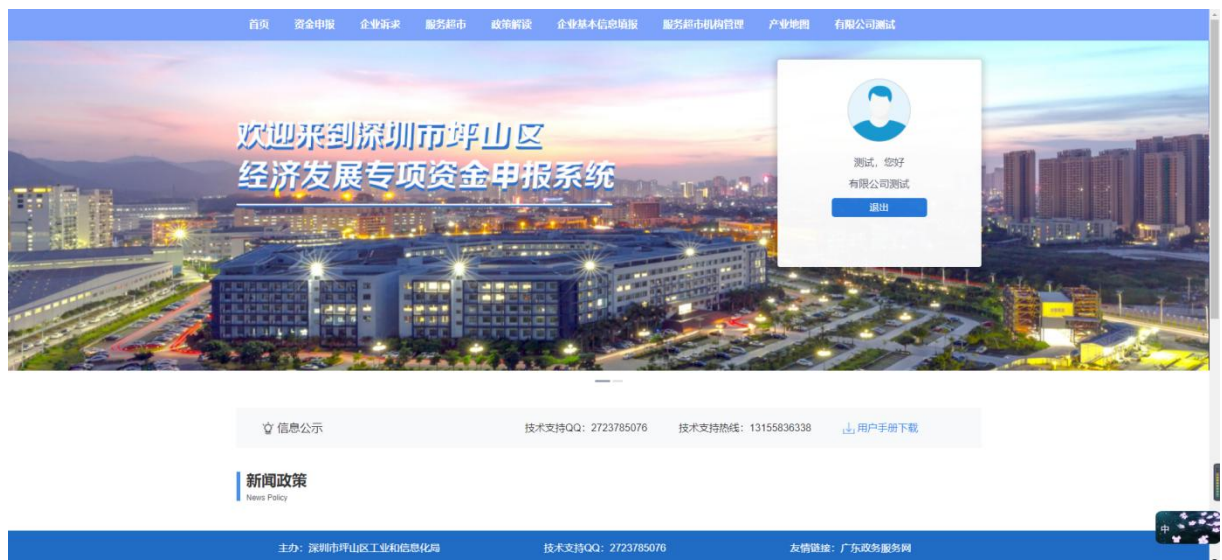 首页 资金申报 企业诉求 服务超市 政策解读 企业基本信息填报 服务超市机构管理 产业地图 有限公司测试
欢迎来到深圳市坪山区
经济发展专项资金申报系统
测试，您好
有限公司测试
退出
信息公示 技术支持QQ：2723785076 技术支持热线：13155836338 用户手册下载
新闻政策
News Policy
中
主办：深圳市坪山区工业和信息化局 技术支持QQ：2723785076 友情链接：广东政务服务网